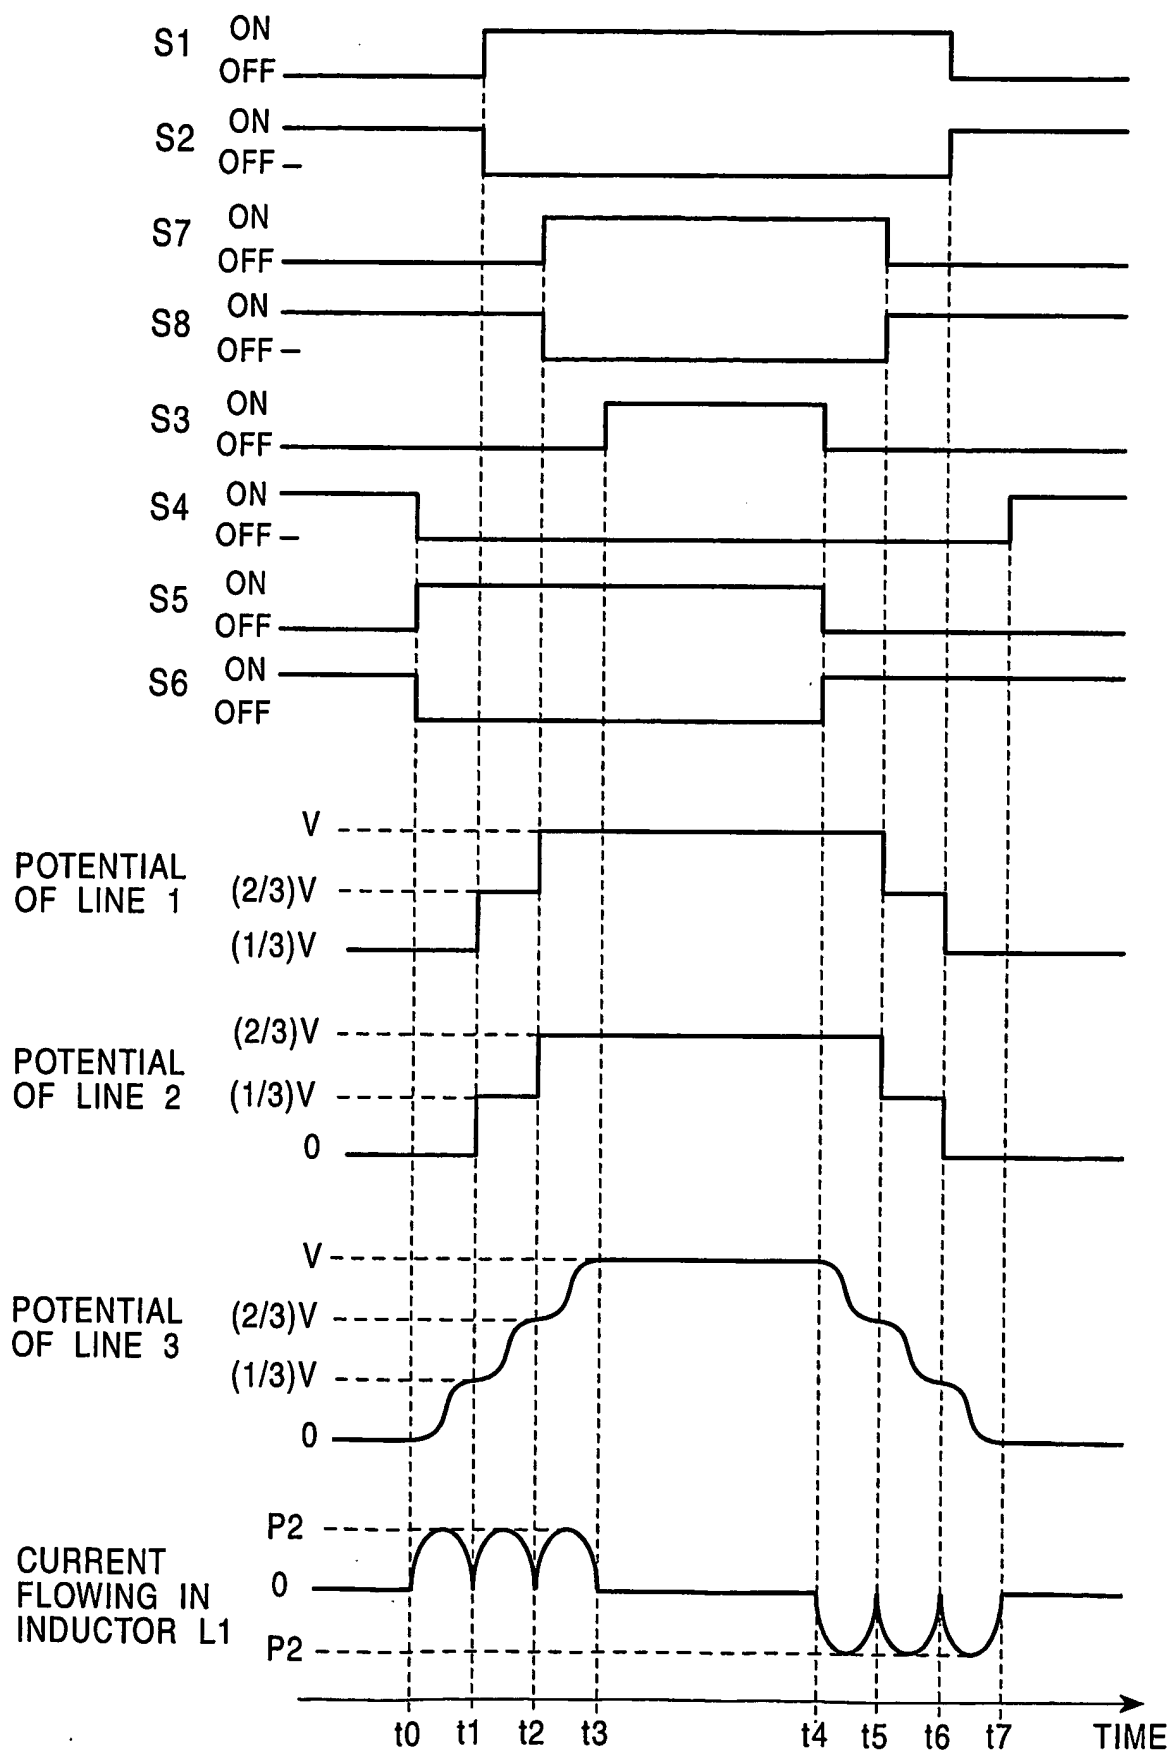 S1 ON
OFF
S2 ON
OFF
S7 ON
OFF
S8 ON
OFF
S3 ON
OFF
S4 ON
OFF
S5 ON
OFF
S6 ON
OFF
POTENTIAL
OF LINE 1
V
(2/3)V
(1/3)V
POTENTIAL
OF LINE 2
(2/3)V
(1/3)V
0
POTENTIAL
OF LINE 3
V
(2/3)V
(1/3)V
0
CURRENT
FLOWING IN
INDUCTOR L1
P2
0
P2
t0 t1 t2 t3 t4 t5 t6 t7 TIME